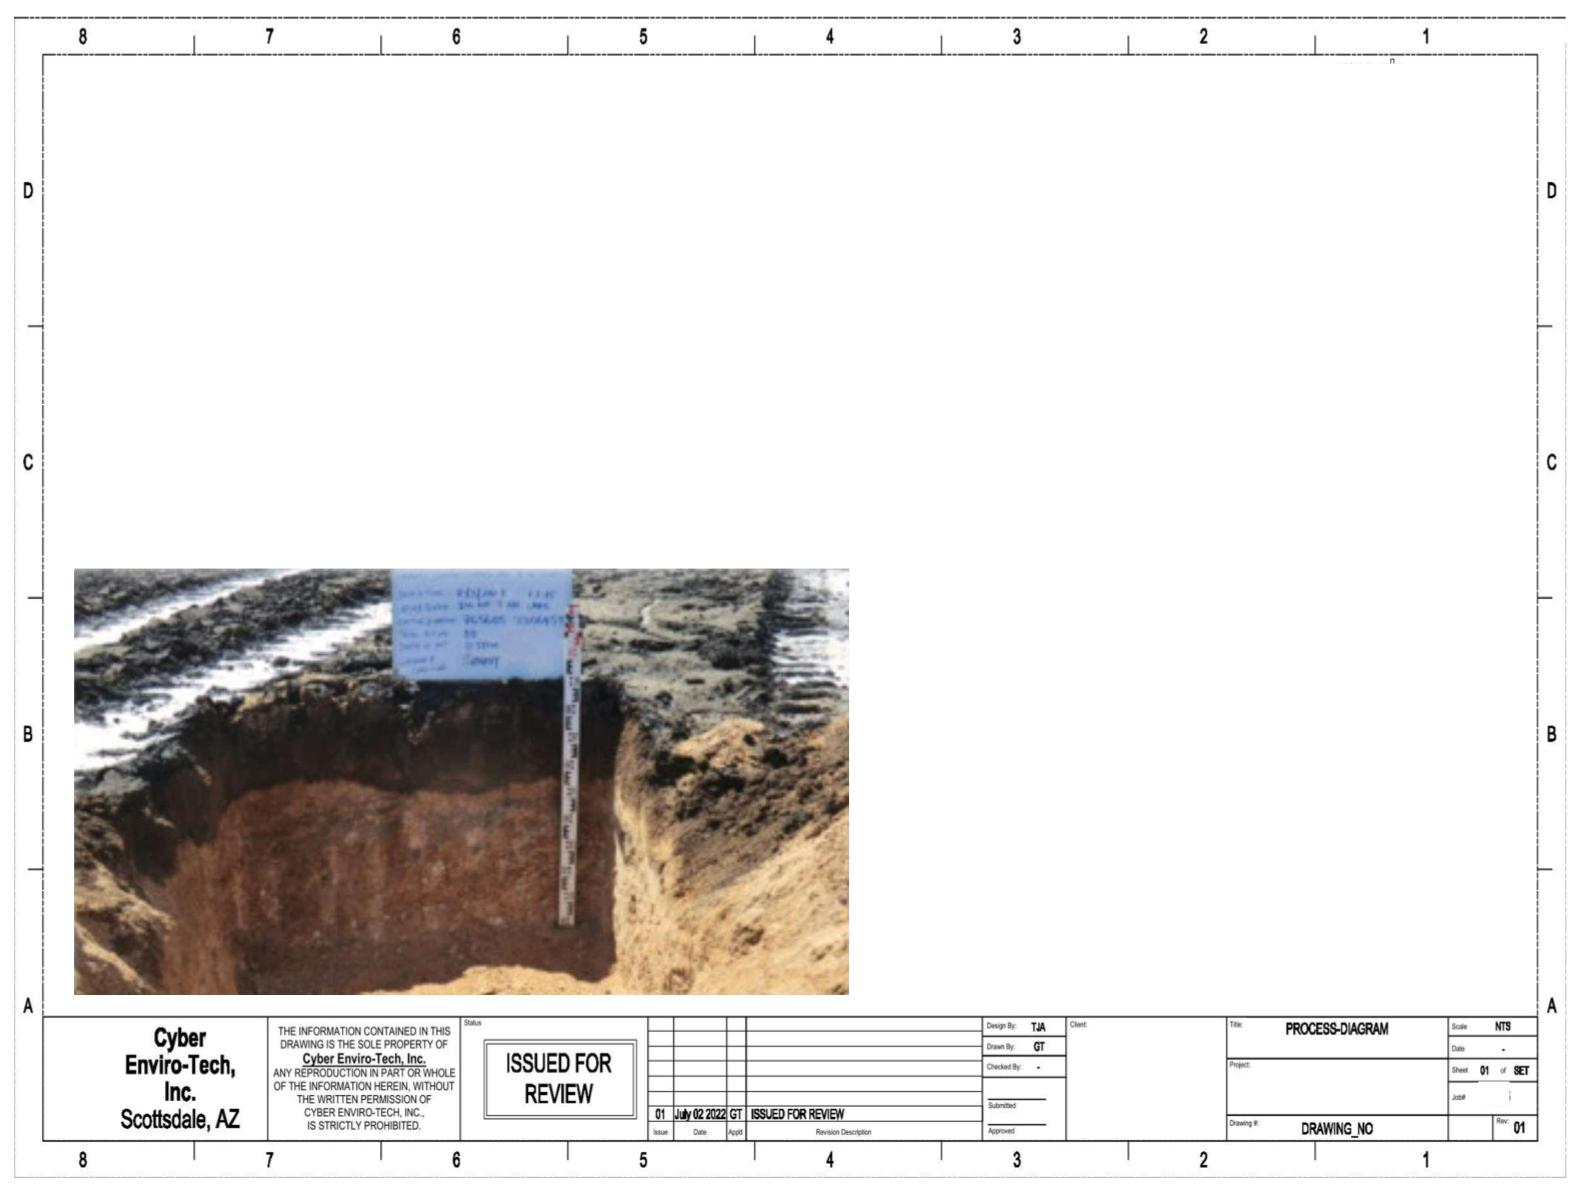 8 7 6 5 4 3 2 1
D D
C C
B B
A A
Cyber
Enviro-Tech,
Inc.
Scottsdale, AZ
THE INFORMATION CONTAINED IN THIS
DRAWING IS THE SOLE PROPERTY OF
Cyber Enviro-Tech, Inc.
ANY REPRODUCTION IN PART OR WHOLE
OF THE INFORMATION HEREIN, WITHOUT
THE WRITTEN PERMISSION OF
CYBER ENVIRO-TECH, INC.,
IS STRICTLY PROHIBITED.
Status
ISSUED FOR
REVIEW
01 July 02 2022 GT ISSUED FOR REVIEW
Issue Date Appld Revision Description
Design By: TJA
Drawn By: GT
Checked By: -
Submitted
Approved
Client:
Title: PROCESS-DIAGRAM
Project:
Drawing #: DRAWING_NO
Scale NTS
Date -
Sheet 01 of SET
Job#
Rev: 01
8 7 6 5 4 3 2 1